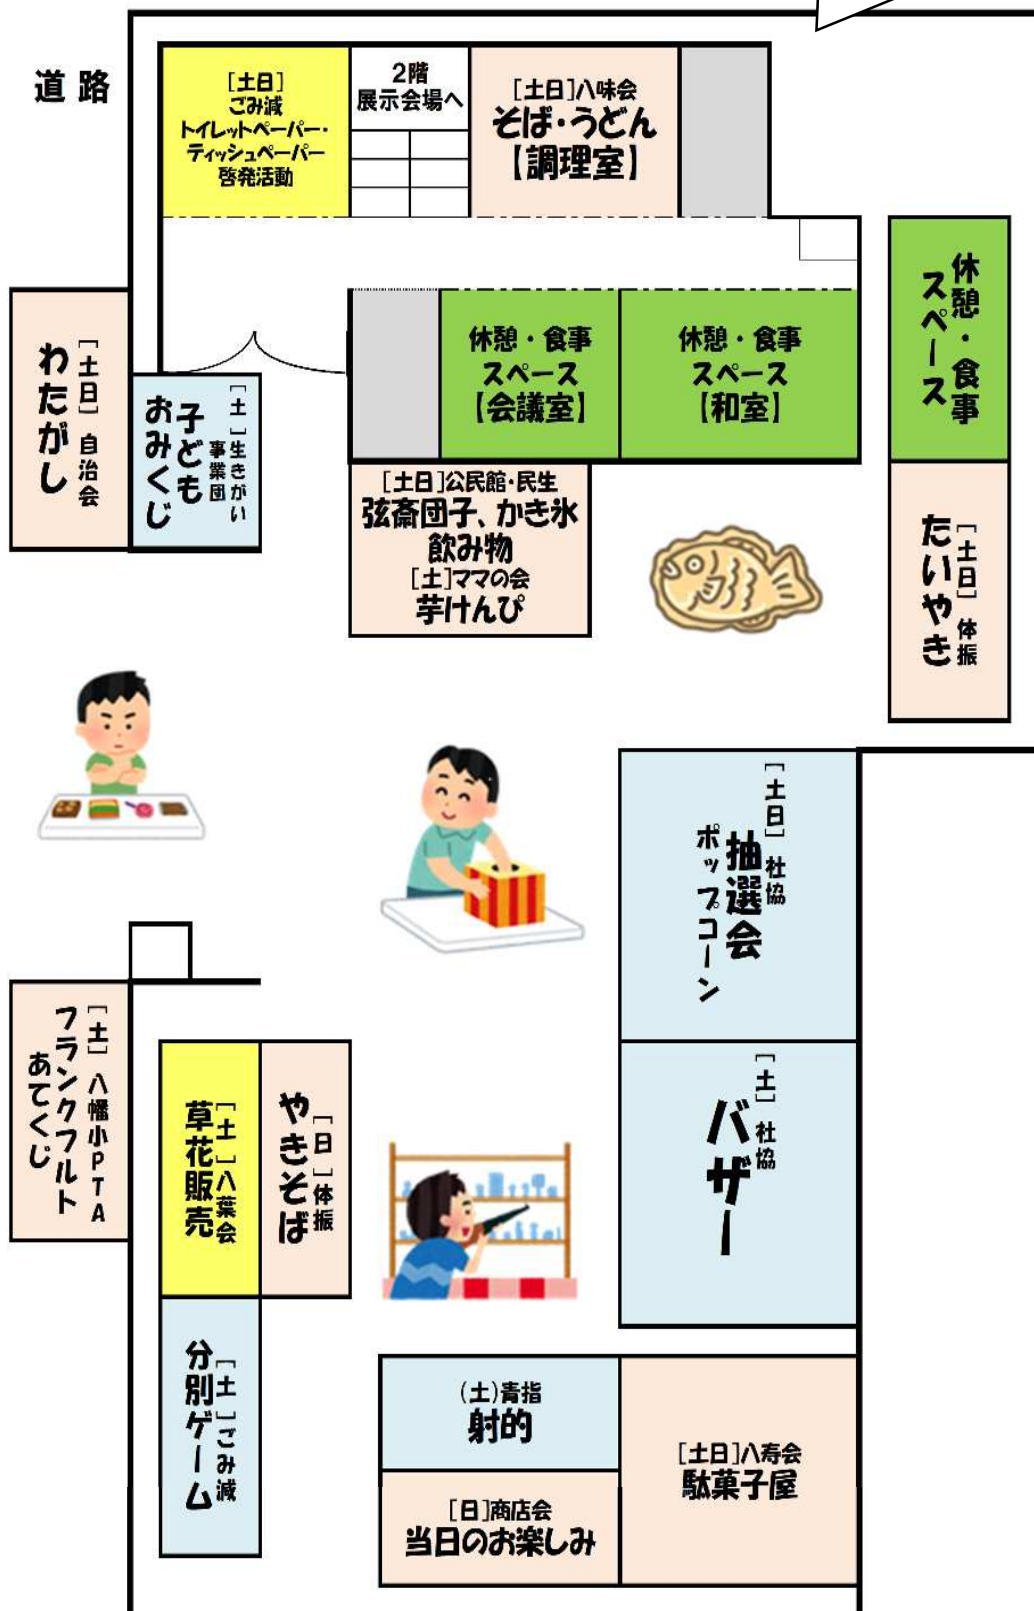 道路
[土日]
ごみ減
トイレットペーパー・
ティッシュペーパー
啓発活動
2階
展示会場へ
[土日]八味会
そば・うどん
【調理室】
休憩・食事
スペース
[土日]自治会
わたがし
[土]生きがい
事業団
子ども
おみくじ
休憩・食事
スペース
【会議室】
休憩・食事
スペース
【和室】
[土日]公民館・民生
弦斎団子、かき氷
飲み物
[土]ママの会
芋けんぴ
[土日]体振
たいやき
[土日]社協
抽選会
ポップコーン
[土]八幡小PTA
フランクフルト
あてくじ
[土]八葉会
草花販売
[日]体振
やきそば
[土]社協
バザー
[土]ごみ減
分別ゲーム
(土)青指
射的
[日]商店会
当日のお楽しみ
[土日]八寿会
駄菓子屋